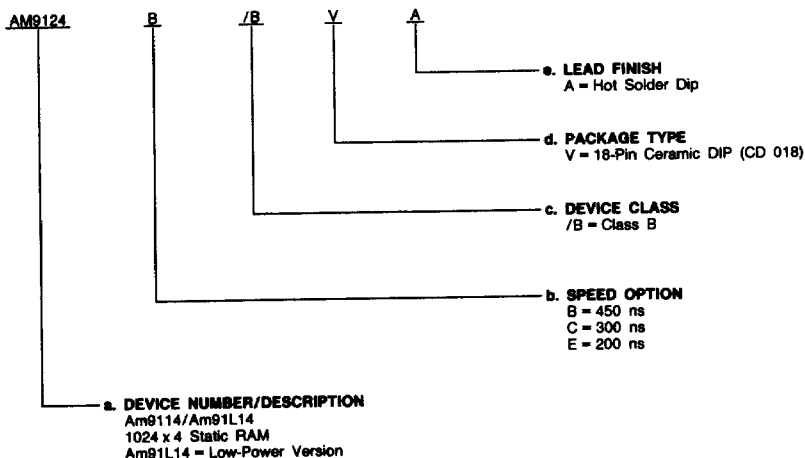 AM9124 B /B V A
e. LEAD FINISH
A = Hot Solder Dip
d. PACKAGE TYPE
V = 18-Pin Ceramic DIP (CD 018)
c. DEVICE CLASS
/B = Class B
b. SPEED OPTION
B = 450 ns
C = 300 ns
E = 200 ns
a. DEVICE NUMBER/DESCRIPTION
Am9114/Am91L14
1024 x 4 Static RAM
Am91L14 = Low-Power Version